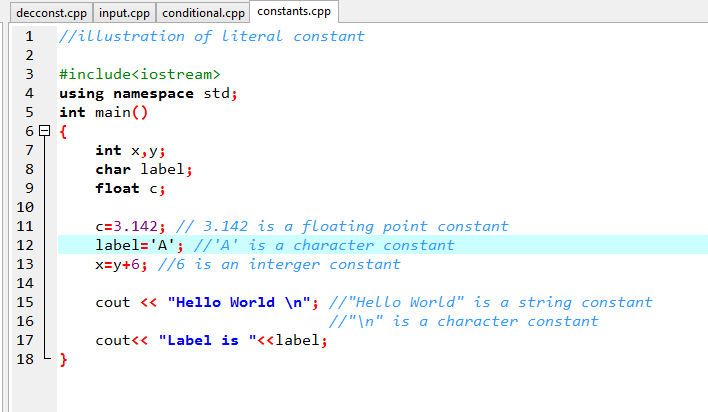 decconst.cpp input.cpp conditional.cpp constants.cpp
1 //illustration of literal constant
2
3 #include<iostream>
4 using namespace std;
5 int main()
6 {
7 int x,y;
8 char label;
9 float c;
10
11 c=3.142; // 3.142 is a floating point constant
12 label='A'; //'A' is a character constant
13 x=y+6; //6 is an interger constant
14
15 cout << "Hello World \n"; //"Hello World" is a string constant
16 //"\n" is a character constant
17 cout<< "Label is "<<label;
18 }